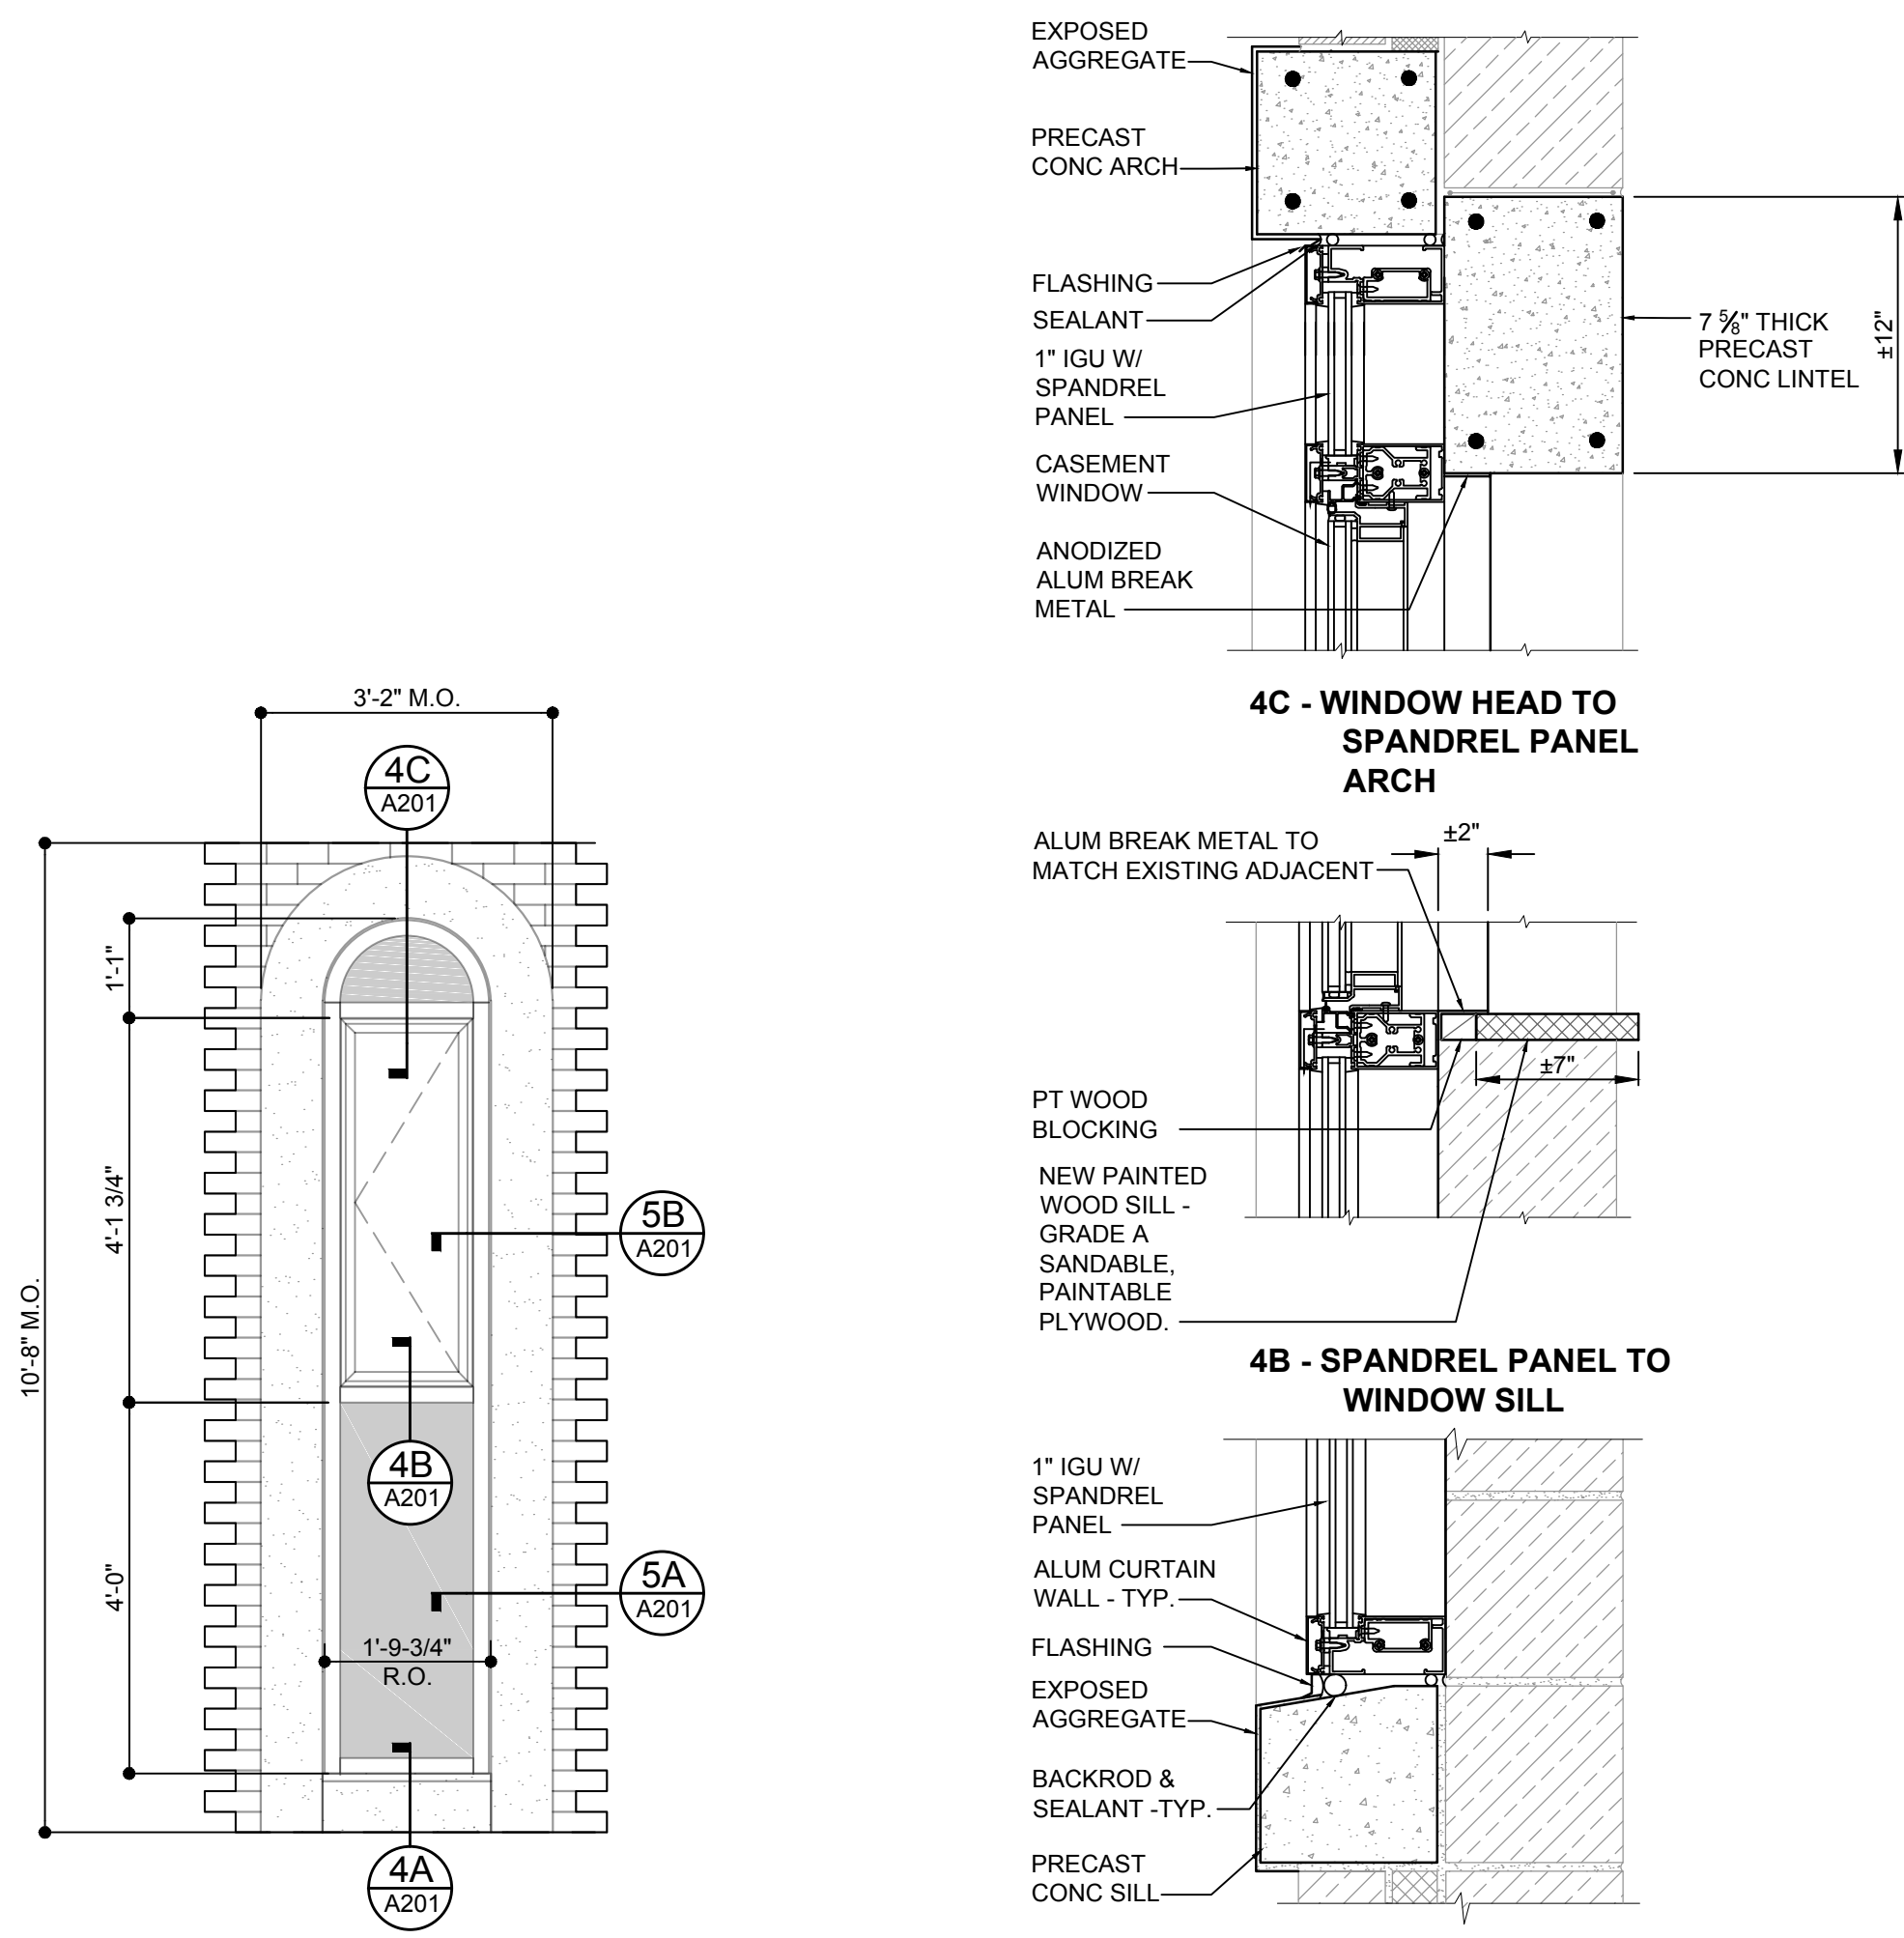 3'-2" M.O.
4C
A201
1'-1"
4'-1 3/4"
10'-8" M.O.
5B
A201
4B
A201
4'-0"
5A
A201
1'-9-3/4"
R.O.
4A
A201
EXPOSED
AGGREGATE
PRECAST
CONC ARCH
FLASHING
SEALANT
1" IGU W/
SPANDREL
PANEL
CASEMENT
WINDOW
ANODIZED
ALUM BREAK
METAL
7 5/8" THICK
PRECAST
CONC LINTEL
±12"
4C - WINDOW HEAD TO
SPANDREL PANEL
ARCH
ALUM BREAK METAL TO
MATCH EXISTING ADJACENT
±2"
±7"
PT WOOD
BLOCKING
NEW PAINTED
WOOD SILL -
GRADE A
SANDABLE,
PAINTABLE
PLYWOOD.
4B - SPANDREL PANEL TO
WINDOW SILL
1" IGU W/
SPANDREL
PANEL
ALUM CURTAIN
WALL - TYP.
FLASHING
EXPOSED
AGGREGATE
BACKROD &
SEALANT -TYP.
PRECAST
CONC SILL